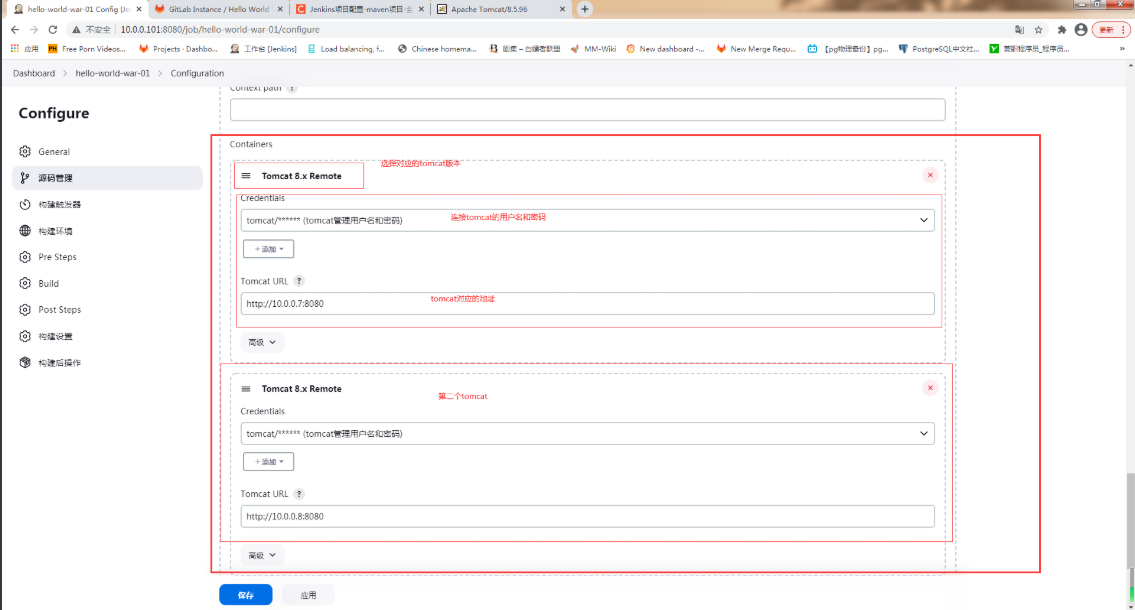 hello-world-war-01 Config [Je
GitLab Instance / Hello World
Jenkins项目配置-maven项目-全
Apache Tomcat/8.5.96
不安全 | 10.0.0.101:8080/job/hello-world-war-01/configure
更新
应用
Free Porn Videos...
Projects · Dashbo...
工作台 [Jenkins]
Load balancing, f...
Chinese homema...
剧集 – 白嫖者联盟
MM-Wiki
New dashboard -...
New Merge Requ...
【pg物理备份】pg...
PostgreSQL中文社...
兼职程序员_程序员...
»
Dashboard > hello-world-war-01 > Configuration
Configure
General
源码管理
构建触发器
构建环境
Pre Steps
Build
Post Steps
构建设置
构建后操作
Context path ?
Containers
选择对应的tomcat版本
Tomcat 8.x Remote
Credentials
tomcat/****** (tomcat管理用户名和密码)
连接tomcat的用户名和密码
+添加
Tomcat URL ?
http://10.0.0.7:8080
tomcat对应的地址
高级
Tomcat 8.x Remote
第二个tomcat
Credentials
tomcat/****** (tomcat管理用户名和密码)
+添加
Tomcat URL ?
http://10.0.0.8:8080
高级
保存
应用